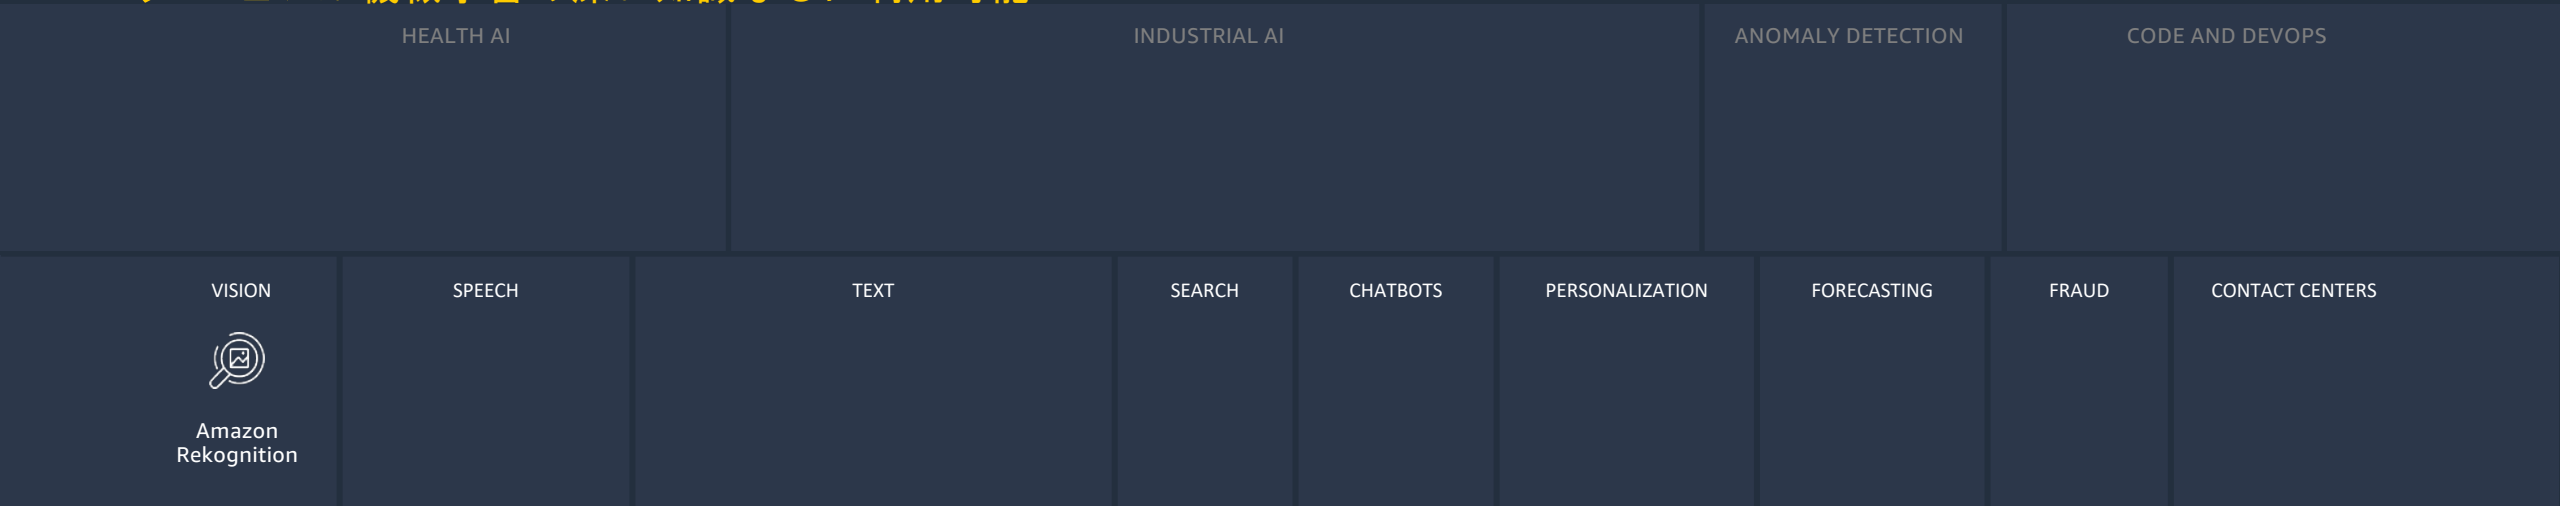 HEALTH AI
INDUSTRIAL AI
ANOMALY DETECTION
CODE AND DEVOPS
VISION
SPEECH
TEXT
SEARCH
CHATBOTS
PERSONALIZATION
FORECASTING
FRAUD
CONTACT CENTERS
Amazon
Rekognition